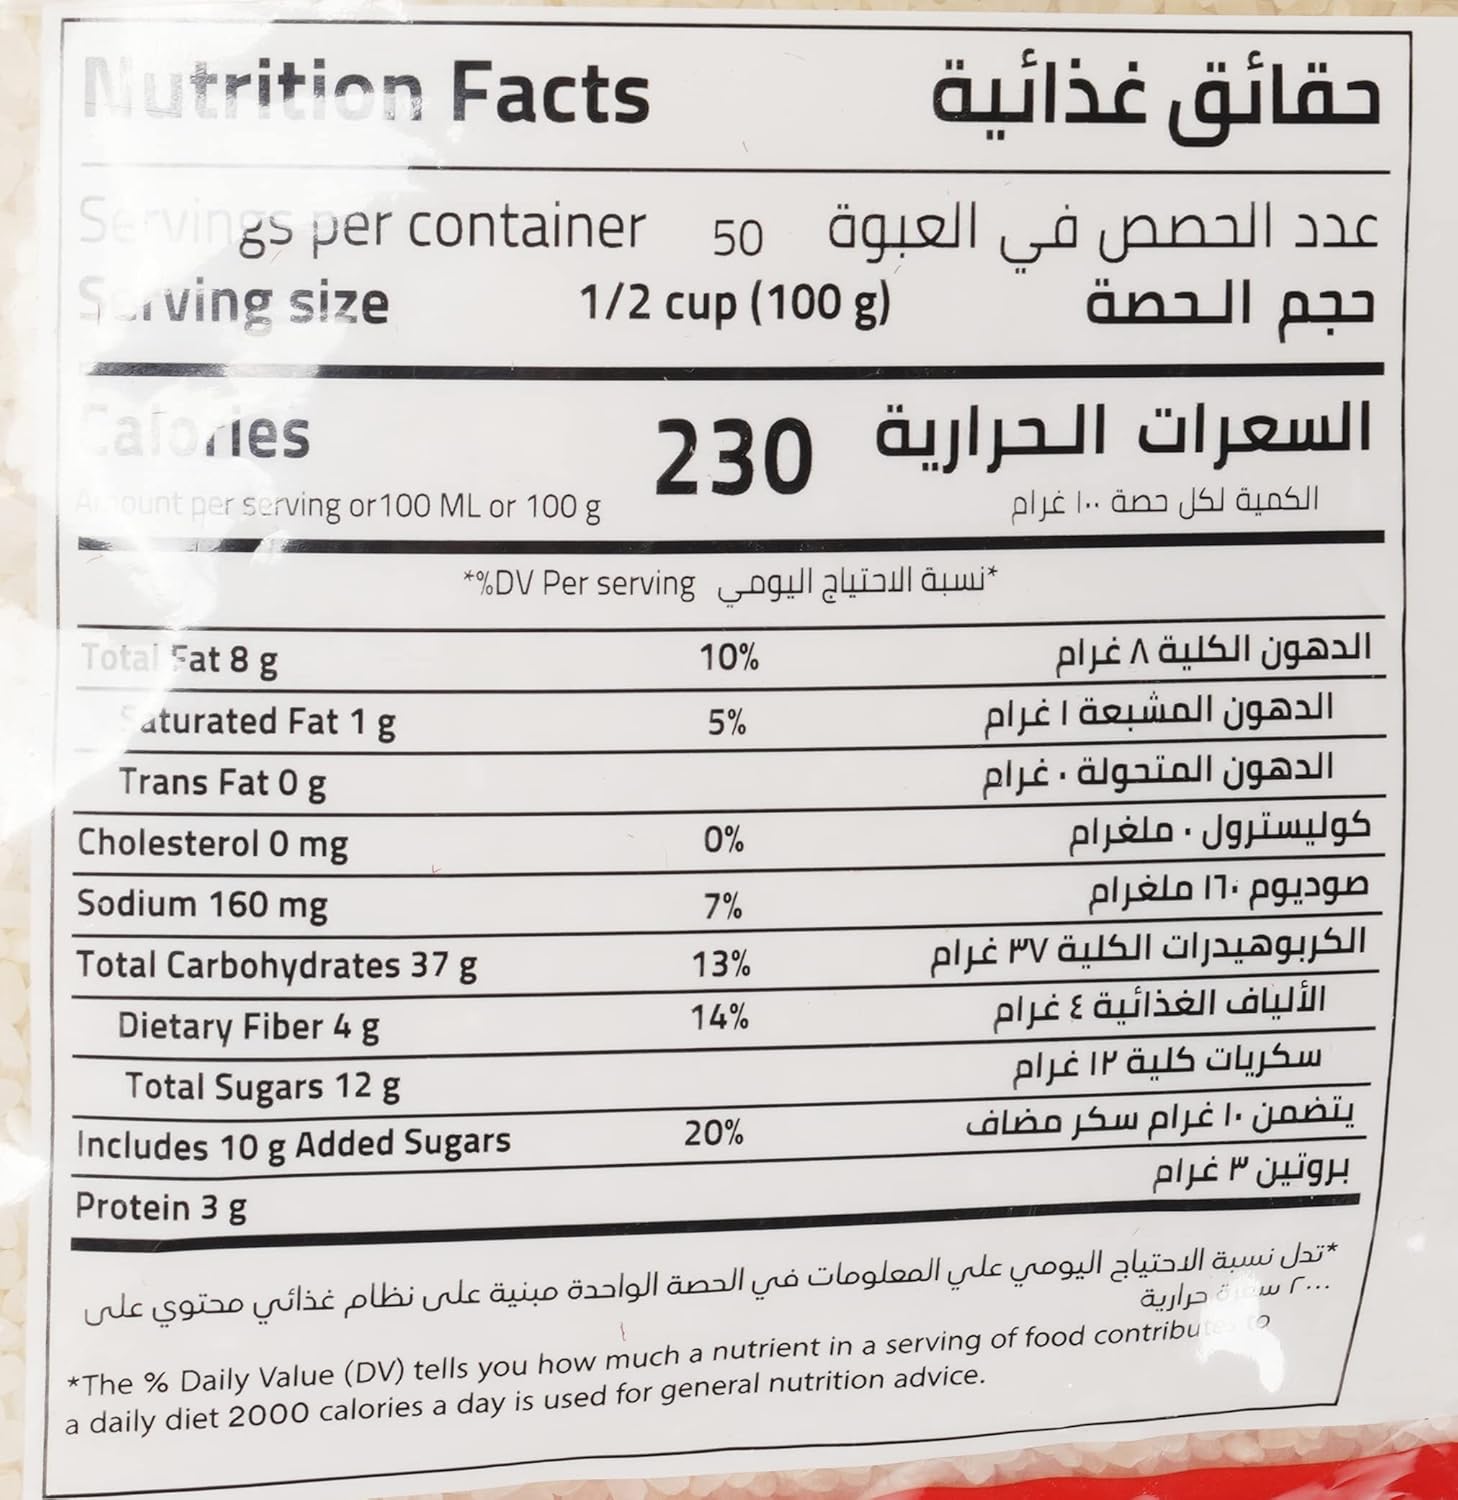 Nutrition Facts حقائق غذائية
Servings per container 50 عدد الحصص في العبوة
Serving size 1/2 cup (100 g) حجم الحصة
Calories 230 السعرات الحرارية
Amount per serving or100 ML or 100 g الكمية لكل حصة ١٠٠ غرام
*%DV Per serving نسبة الاحتياج اليومي*
Total Fat 8 g 10% الدهون الكلية ٨ غرام
Saturated Fat 1 g 5% الدهون المشبعة ١ غرام
Trans Fat 0 g الدهون المتحولة ٠ غرام
Cholesterol 0 mg 0% كوليسترول ٠ ملغرام
Sodium 160 mg 7% صوديوم ١٦٠ ملغرام
Total Carbohydrates 37 g 13% الكربوهيدرات الكلية ٣٧ غرام
Dietary Fiber 4 g 14% الألياف الغذائية ٤ غرام
Total Sugars 12 g سكريات كلية ١٢ غرام
Includes 10 g Added Sugars 20% يتضمن ١٠ غرام سكر مضاف
Protein 3 g بروتين ٣ غرام
*تدل نسبة الاحتياج اليومي علي المعلومات في الحصة الواحدة مبنية على نظام غذائي محتوي على
٢٠٠٠ سعرة حرارية
*The % Daily Value (DV) tells you how much a nutrient in a serving of food contributes to
a daily diet 2000 calories a day is used for general nutrition advice.